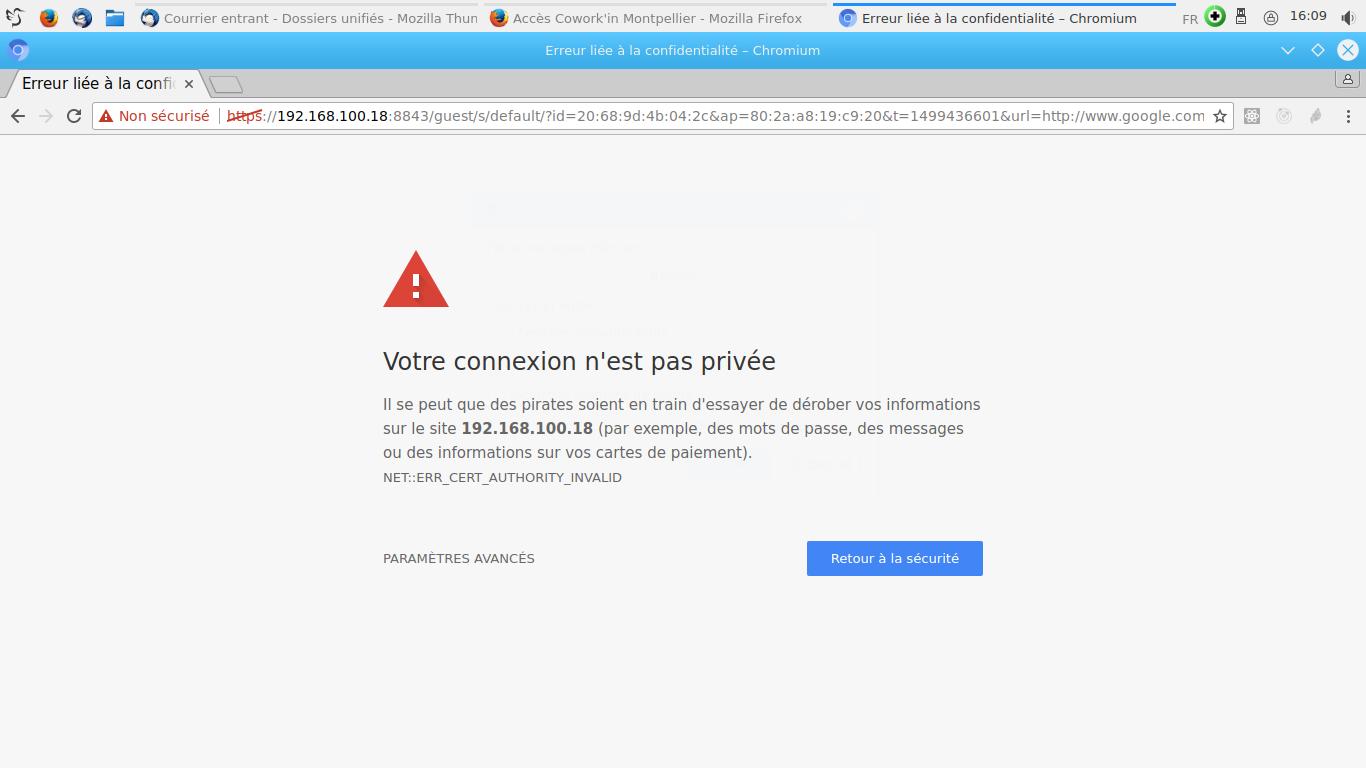 Courrier entrant - Dossiers unifiés - Mozilla Thun
Accès Cowork'in Montpellier - Mozilla Firefox
Erreur liée à la confidentialité – Chromium
FR
16:09
Erreur liée à la confidentialité – Chromium
Erreur liée à la confi
Non sécurisé
https://192.168.100.18:8843/guest/s/default/?id=20:68:9d:4b:04:2c&ap=80:2a:a8:19:c9:20&t=1499436601&url=http://www.google.com
Votre connexion n'est pas privée
Il se peut que des pirates soient en train d'essayer de dérober vos informations
sur le site 192.168.100.18 (par exemple, des mots de passe, des messages
ou des informations sur vos cartes de paiement).
NET::ERR_CERT_AUTHORITY_INVALID
PARAMÈTRES AVANCÉS
Retour à la sécurité